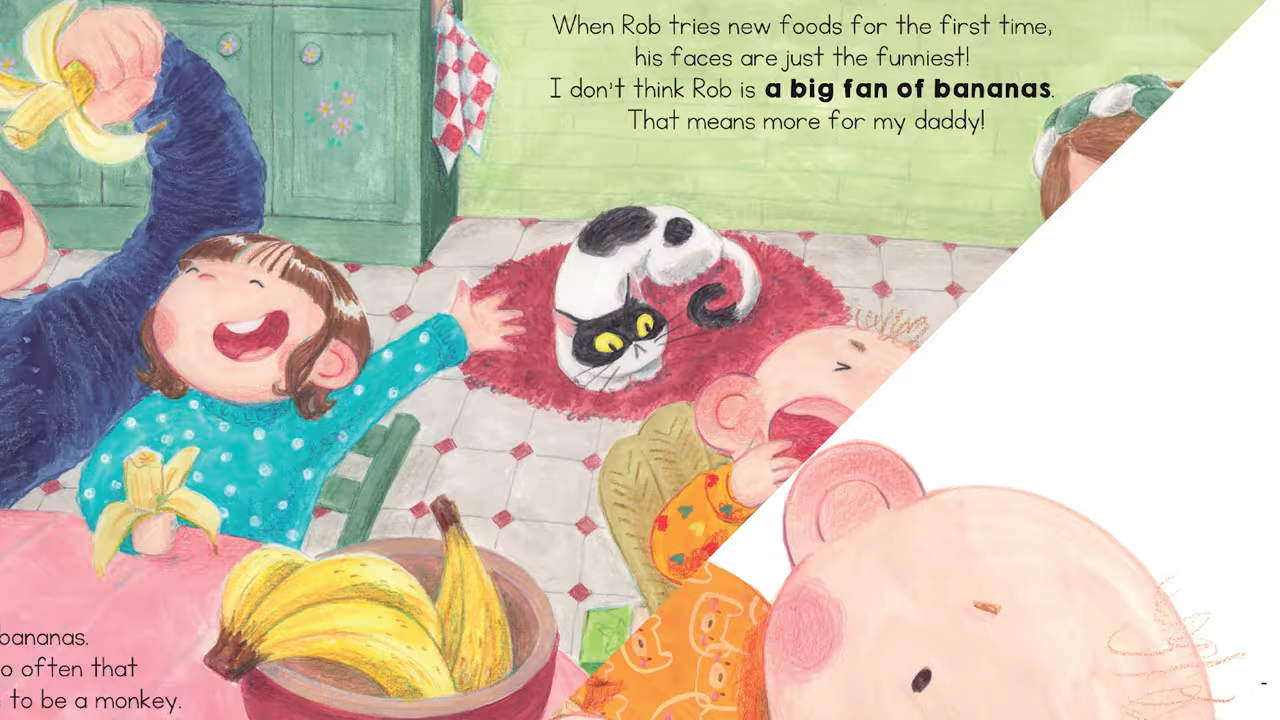 When Rob tries new foods for the first time,
his faces are just the funniest!
I don't think Rob is a big fan of bananas.
That means more for my daddy!
bananas.
o often that
to be a monkey.